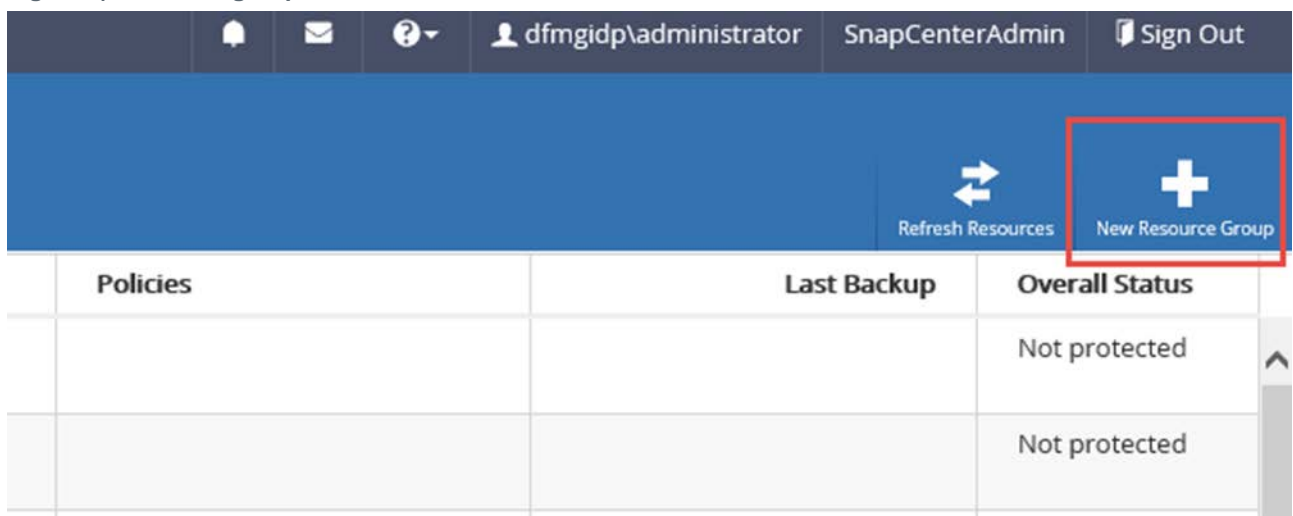 dfmgidp\administrator SnapCenterAdmin Sign Out
Refresh Resources New Resource Group
Policies Last Backup Overall Status
Not protected
Not protected